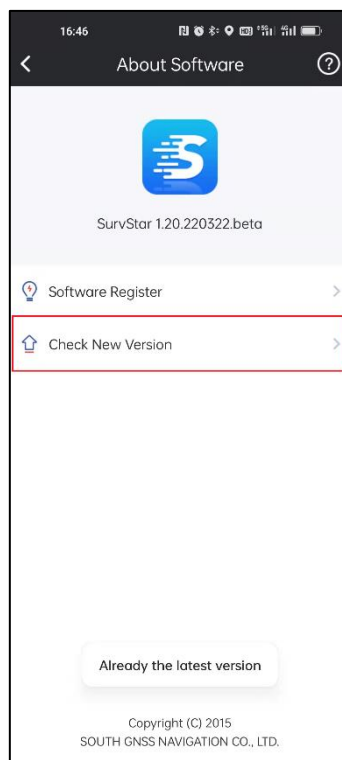 16:46
About Software
SurvStar 1.20.220322.beta
Software Register
Check New Version
Already the latest version
Copyright (C) 2015
SOUTH GNSS NAVIGATION CO., LTD.